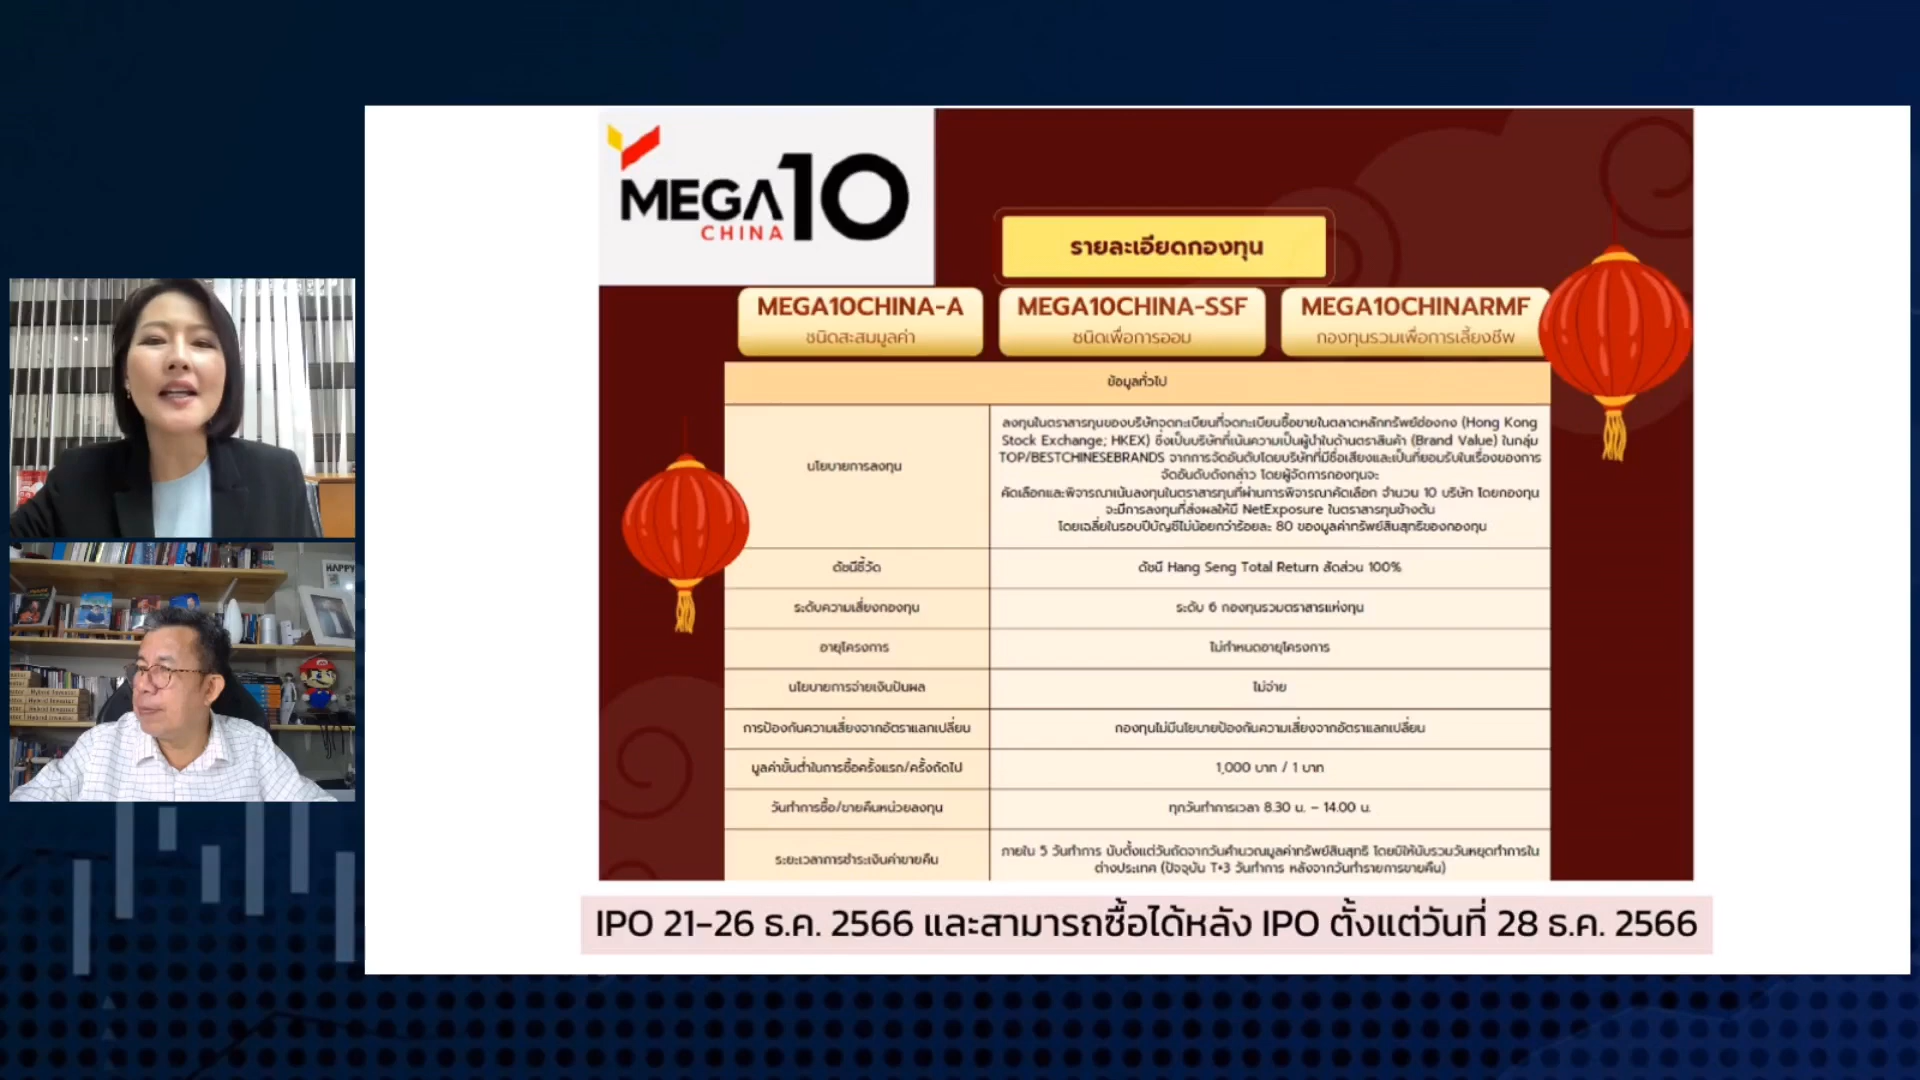 MEGA10
CHINA
รายละเอียดกองทุน
MEGA10CHINA-A
ชนิดสะสมมูลค่า
MEGA10CHINA-SSF
ชนิดเพื่อการออม
MEGA10CHINARMF
กองทุนรวมเพื่อการเลี้ยงชีพ
ข้อมูลทั่วไป
นโยบายการลงทุน
ลงทุนในตราสารทุนของบริษัทจดทะเบียนที่จดทะเบียนซื้อขายในตลาดหลักทรัพย์ฮ่องกง (Hong Kong
Stock Exchange; HKEX) ซึ่งเป็นบริษัทที่เน้นความเป็นผู้นำในด้านตราสินค้า (Brand Value) ในกลุ่ม
TOP/BESTCHINESEBRANDS จากการจัดอันดับโดยบริษัทที่มีชื่อเสียงและเป็นที่ยอมรับในเรื่องของการ
จัดอันดับดังกล่าว โดยผู้จัดการกองทุนจะ
คัดเลือกและพิจารณาเน้นลงทุนในตราสารทุนที่ผ่านการพิจารณาคัดเลือก จำนวน 10 บริษัท โดยกองทุน
จะมีการลงทุนที่ส่งผลให้มี NetExposure ในตราสารทุนข้างต้น
โดยเฉลี่ยในรอบปีบัญชีไม่น้อยกว่าร้อยละ 80 ของมูลค่าทรัพย์สินสุทธิของกองทุน
ดัชนีชี้วัด
ดัชนี Hang Seng Total Return สัดส่วน 100%
ระดับความเสี่ยงกองทุน
ระดับ 6 กองทุนรวมตราสารแห่งทุน
อายุโครงการ
ไม่กำหนดอายุโครงการ
นโยบายการจ่ายเงินปันผล
ไม่จ่าย
การป้องกันความเสี่ยงจากอัตราแลกเปลี่ยน
กองทุนไม่มีนโยบายป้องกันความเสี่ยงจากอัตราแลกเปลี่ยน
มูลค่าขั้นต่ำในการซื้อครั้งแรก/ครั้งถัดไป
1,000 บาท / 1 บาท
วันทำการซื้อ/ขายคืนหน่วยลงทุน
ทุกวันทำการเวลา 8.30 น. – 14.00 น.
ระยะเวลาการชำระเงินค่าขายคืน
ภายใน 5 วันทำการ นับตั้งแต่วันถัดจากวันคำนวณมูลค่าทรัพย์สินสุทธิ โดยมิให้นับรวมวันหยุดทำการใน
ต่างประเทศ (ปัจจุบัน T+3 วันทำการ หลังจากวันทำรายการขายคืน)
IPO 21-26 ธ.ค. 2566 และสามารถซื้อได้หลัง IPO ตั้งแต่วันที่ 28 ธ.ค. 2566
HAPPY
Hybrid Investor
Hybrid Investor
Hybrid Investor